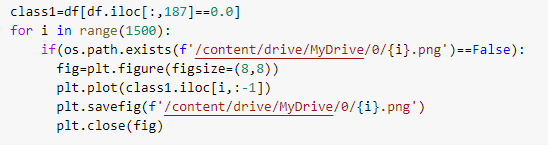 class1=df[df.iloc[:,187]==0.0]
for i in range(1500):
    if(os.path.exists(f'/content/drive/MyDrive/0/{i}.png')==False):
      fig=plt.figure(figsize=(8,8))
      plt.plot(class1.iloc[i,:-1])
      plt.savefig(f'/content/drive/MyDrive/0/{i}.png')
      plt.close(fig)